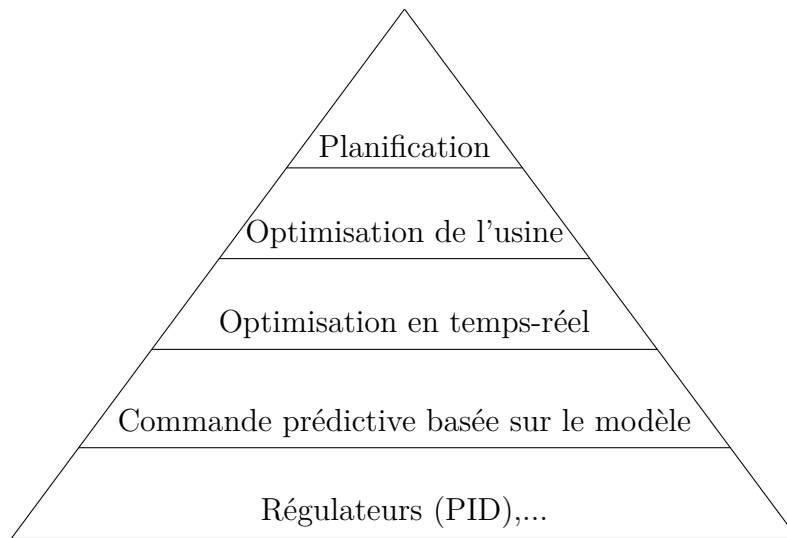 Planification
Optimisation de l'usine
Optimisation en temps-réel
Commande prédictive basée sur le modèle
Régulateurs (PID),...